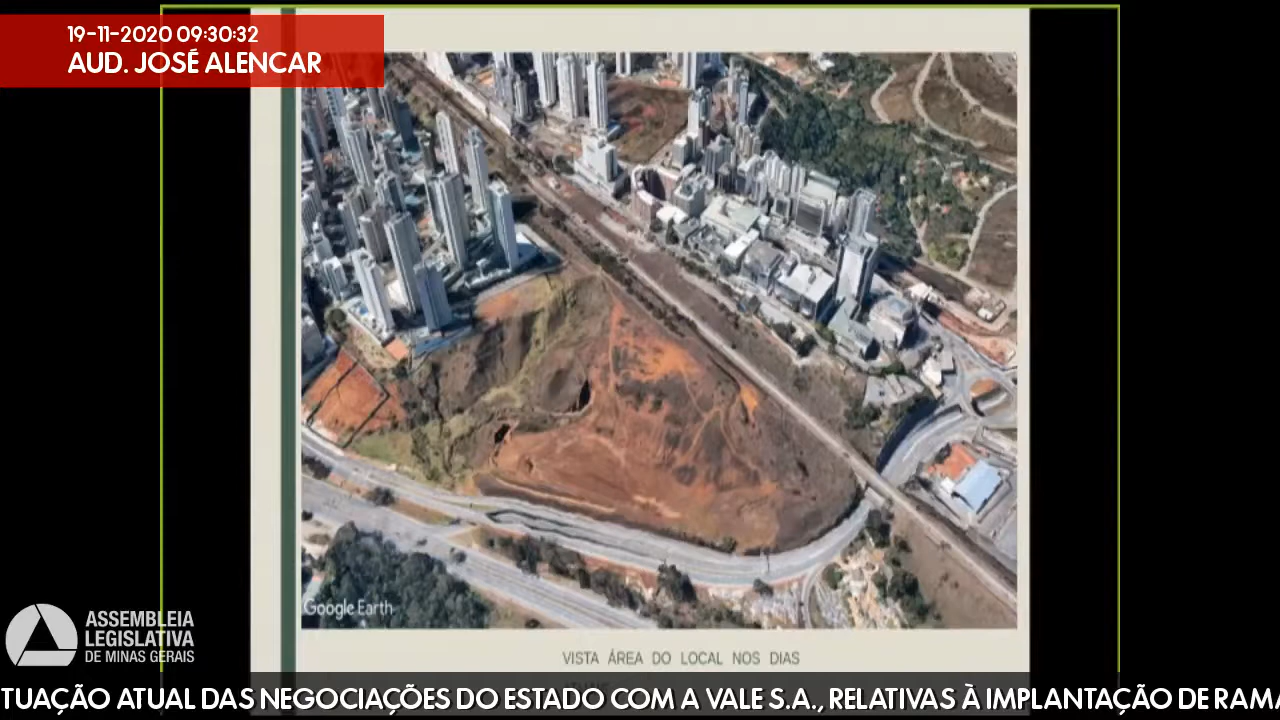 19-11-2020 09:30:32
AUD. JOSÉ ALENCAR
Google Earth
ASSEMBLEIA
LEGISLATIVA
DE MINAS GERAIS
VISTA ÁREA DO LOCAL NOS DIAS
TUAÇÃO ATUAL DAS NEGOCIAÇÕES DO ESTADO COM A VALE S.A., RELATIVAS À IMPLANTAÇÃO DE RAMA